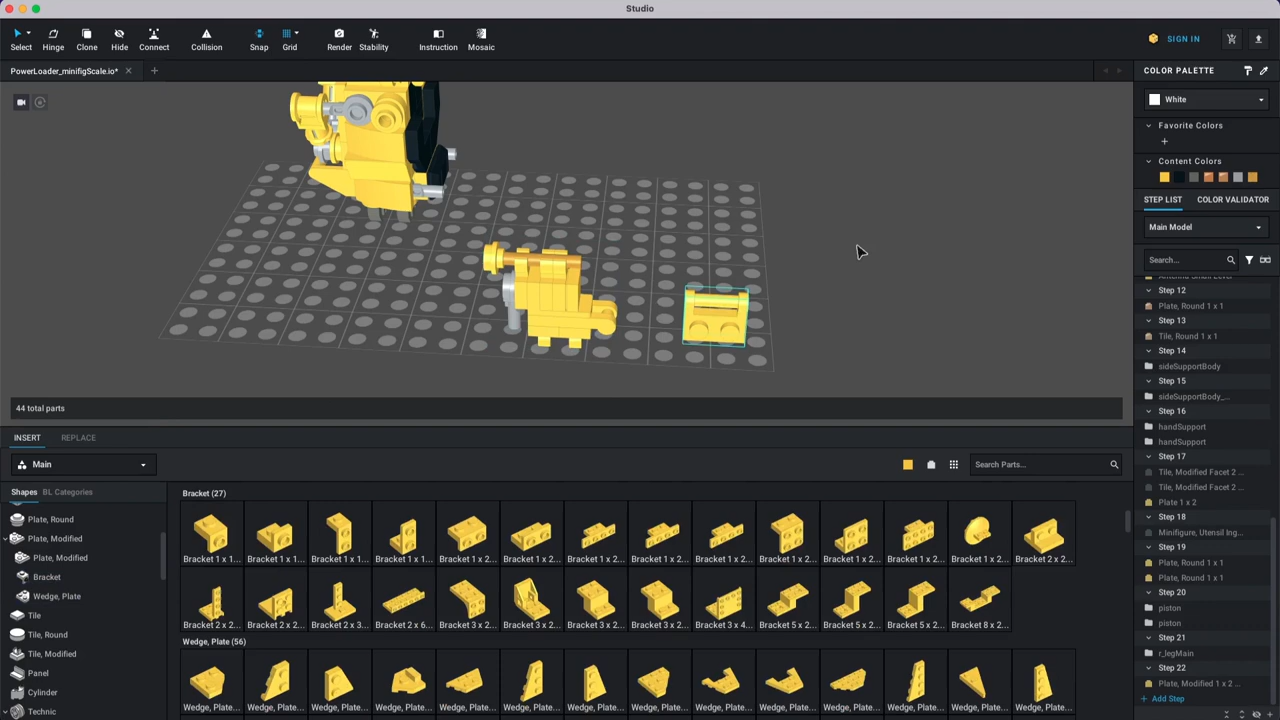 Studio
Select
Hinge
Clone
Hide
Connect
Collision
Snap
Grid
Render
Stability
Instruction
Mosaic
SIGN IN
PowerLoader_minifigScale.io*
COLOR PALETTE
White
Favorite Colors
Content Colors
STEP LIST
COLOR VALIDATOR
Main Model
Search...
Step 12
Plate, Round 1 x 1
Step 13
Tile, Round 1 x 1
Step 14
sideSupportBody
Step 15
sideSupportBody_...
Step 16
handSupport
handSupport
Step 17
Tile, Modified Facet 2 ...
Tile, Modified Facet 2 ...
Plate 1 x 2
Step 18
Minifigure, Utensil Ing...
Step 19
Plate, Round 1 x 1
Plate, Round 1 x 1
Step 20
piston
piston
Step 21
r_legMain
Step 22
Plate, Modified 1 x 2 ...
Add Step
44 total parts
INSERT
REPLACE
Main
Search Parts...
Shapes
BL Categories
Plate, Round
Plate, Modified
Plate, Modified
Bracket
Wedge, Plate
Tile
Tile, Round
Tile, Modified
Panel
Cylinder
Technic
Bracket (27)
Bracket 1 x 1... Bracket 1 x 1... Bracket 1 x 1... Bracket 1 x 1... Bracket 1 x 2... Bracket 1 x 2... Bracket 1 x 2... Bracket 1 x 2... Bracket 1 x 2... Bracket 1 x 2... Bracket 1 x 2... Bracket 1 x 2... Bracket 1 x 2... Bracket 2 x 2...
Bracket 2 x 2... Bracket 2 x 2... Bracket 2 x 3... Bracket 2 x 6... Bracket 3 x 2... Bracket 3 x 2... Bracket 3 x 2... Bracket 3 x 2... Bracket 3 x 4... Bracket 5 x 2... Bracket 5 x 2... Bracket 5 x 2... Bracket 8 x 2...
Wedge, Plate (56)
Wedge, Plate... Wedge, Plate... Wedge, Plate... Wedge, Plate... Wedge, Plate... Wedge, Plate... Wedge, Plate... Wedge, Plate... Wedge, Plate... Wedge, Plate... Wedge, Plate... Wedge, Plate... Wedge, Plate... Wedge, Plate...